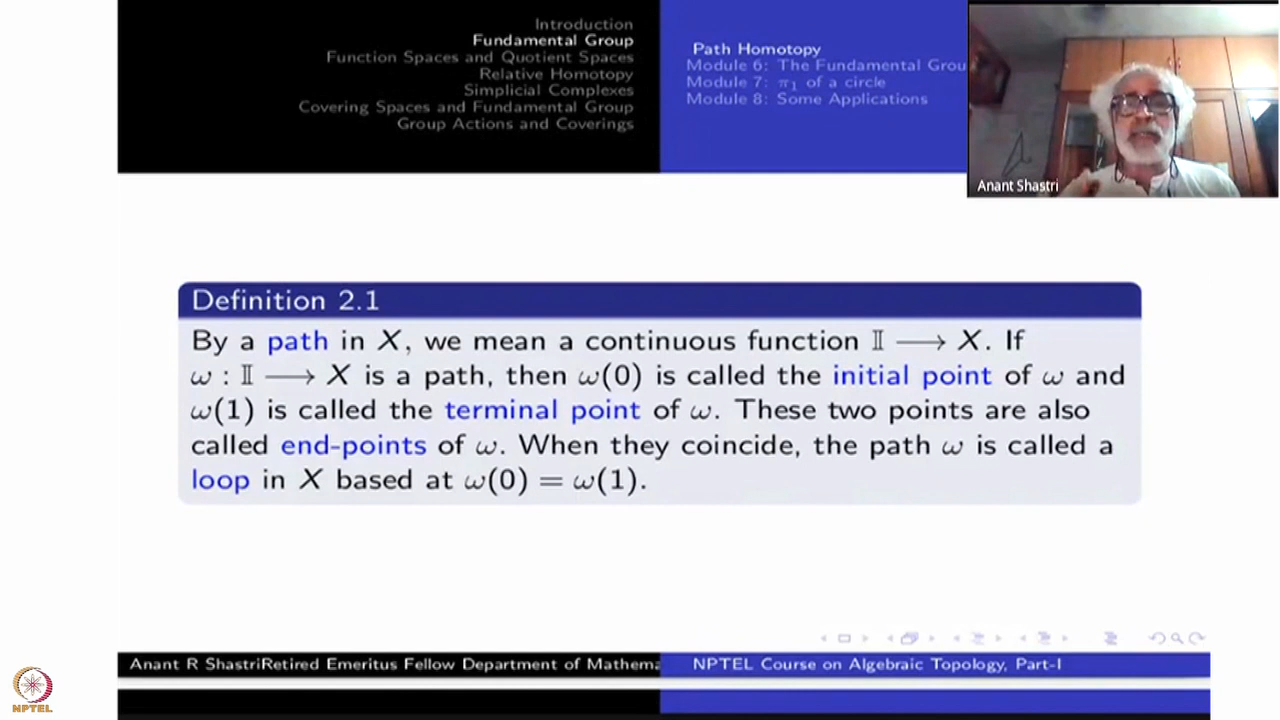 Introduction
Fundamental Group
Function Spaces and Quotient Spaces
Relative Homotopy
Simplicial Complexes
Covering Spaces and Fundamental Group
Group Actions and Coverings
Path Homotopy
Module 6: The Fundamental Grou
Module 7: π₁ of a circle
Module 8: Some Applications
Anant Shastri
Definition 2.1
By a path in X, we mean a continuous function 𝕀 ⟶ X. If
ω : 𝕀 ⟶ X is a path, then ω(0) is called the initial point of ω and
ω(1) is called the terminal point of ω. These two points are also
called end-points of ω. When they coincide, the path ω is called a
loop in X based at ω(0) = ω(1).
Anant R ShastriRetired Emeritus Fellow Department of Mathema
NPTEL Course on Algebraic Topology, Part-I
NPTEL